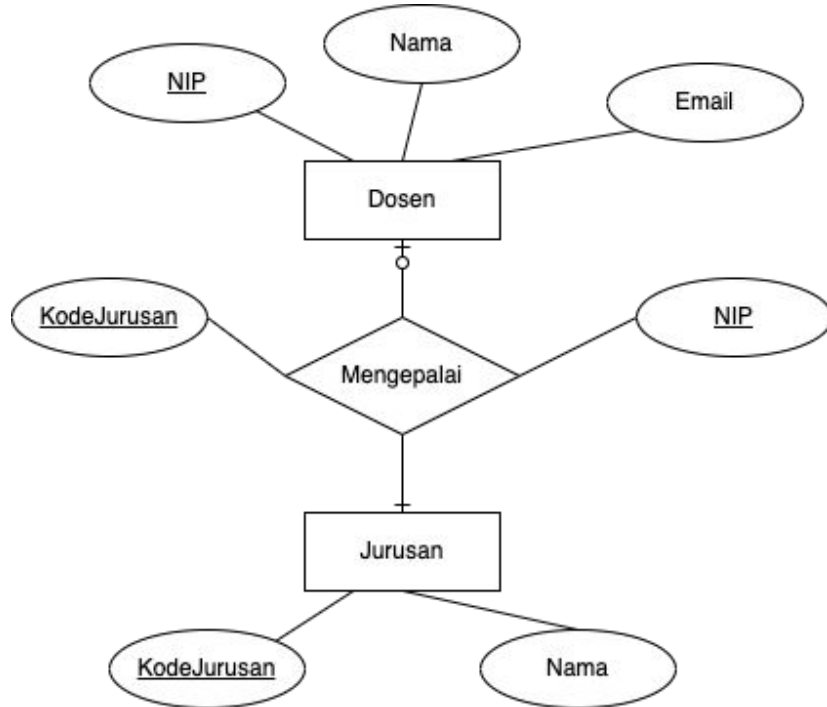 Nama
NIP
Email
Dosen
KodeJurusan
NIP
Mengepalai
Jurusan
KodeJurusan
Nama